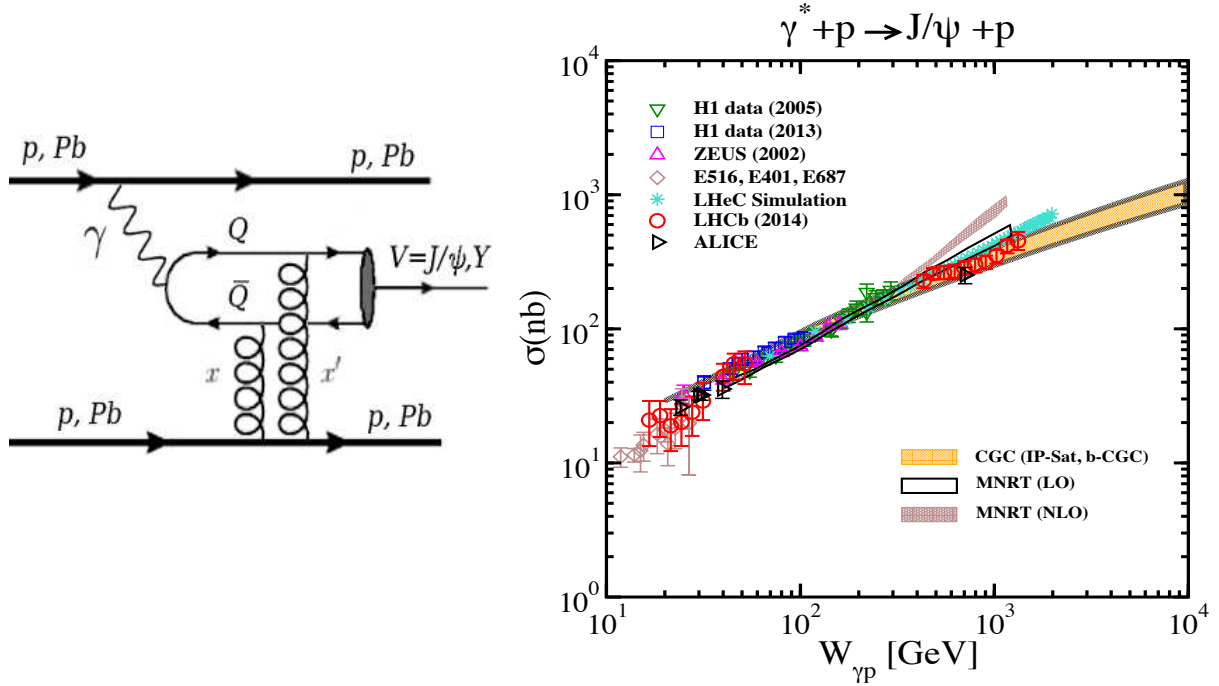 p, Pb
p, Pb
γ
Q
Q̅
V=J/ψ,Υ
x
x′
p, Pb
p, Pb
γ*+p → J/ψ +p
σ(nb)
10⁴
10³
10²
10¹
10⁰
H1 data (2005)
H1 data (2013)
ZEUS (2002)
E516, E401, E687
LHeC Simulation
LHCb (2014)
ALICE
CGC (IP-Sat, b-CGC)
MNRT (LO)
MNRT (NLO)
10¹
10²
10³
10⁴
Wγp [GeV]